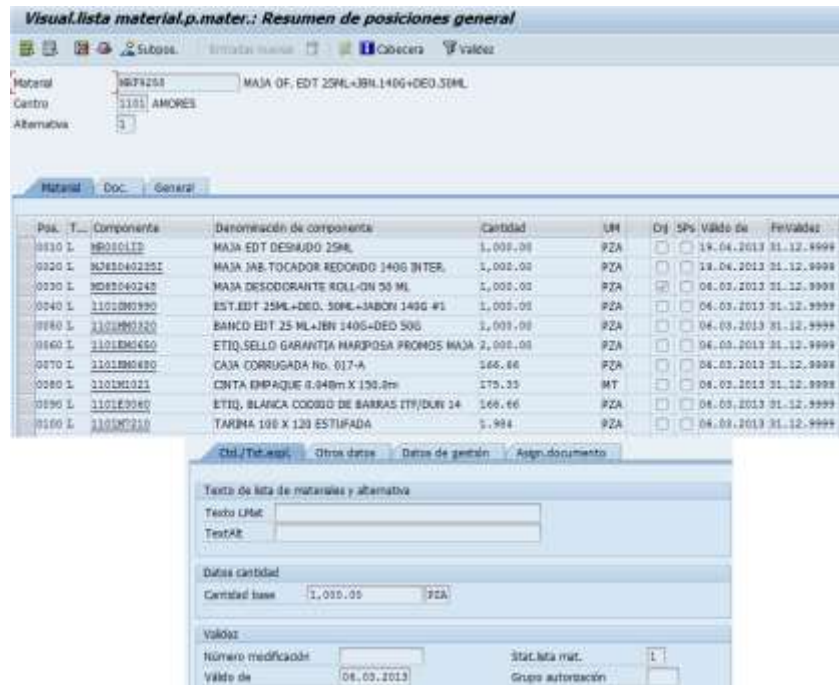 Visual.lista material.p.mater.: Resumen de posiciones general
Subpos. Entradas nuevas Cabecera Validez
Material MAJA OF. EDT 25ML+JBN.140G+DEO.50ML
Centro 1101 AMORES
Alternativa 1
Material Doc. General
Pos. T... Componente Denominación de componente Cantidad UM Cnj SPs Válido de FinValidez
0010 L MAJA EDT DESNUDO 25ML 1,000.00 PZA 19.04.2013 31.12.9999
0020 L MAJA JAB.TOCADOR REDONDO 140G INTER. 1,000.00 PZA 31.12.9999
0030 L MAJA DESODORANTE ROLL-ON 50 ML 1,000.00 PZA 06.03.2013 31.12.9999
0040 L EST.EDT 25ML+DEO. 50ML+JABON 140G #1 1,000.00 PZA 06.03.2013 31.12.9999
L BANCO EDT 25 ML+JBN 140G+DEO 50G 1,000.00 PZA 06.03.2013 31.12.9999
0060 L ETIQ.SELLO GARANTIA MARIPOSA PROMOS MAJA 2,000.00 PZA 06.03.2013 31.12.9999
0070 L CAJA CORRUGADA No. 017-A 166.66 PZA 06.03.2013 31.12.9999
0080 L 1101M1021 CINTA EMPAQUE 0.048m X 150.0m MT 06.03.2013 31.12.9999
0090 L ETIQ. BLANCA CODIGO DE BARRAS ITF/DUN 14 166.66 PZA 06.03.2013 31.12.9999
0100 L 1101M7210 TARIMA 100 X 120 ESTUFADA 1.984 PZA 06.03.2013 31.12.9999
Ctd./Txt.expl. Otros datos Datos de gestión Asign.documento
Texto de lista de materiales y alternativa
Texto LMat
TextAlt
Datos cantidad
Cantidad base 1,000.00 PZA
Validez
Número modificación Stat.lista mat. 1
Válido de 06.03.2013 Grupo autorización